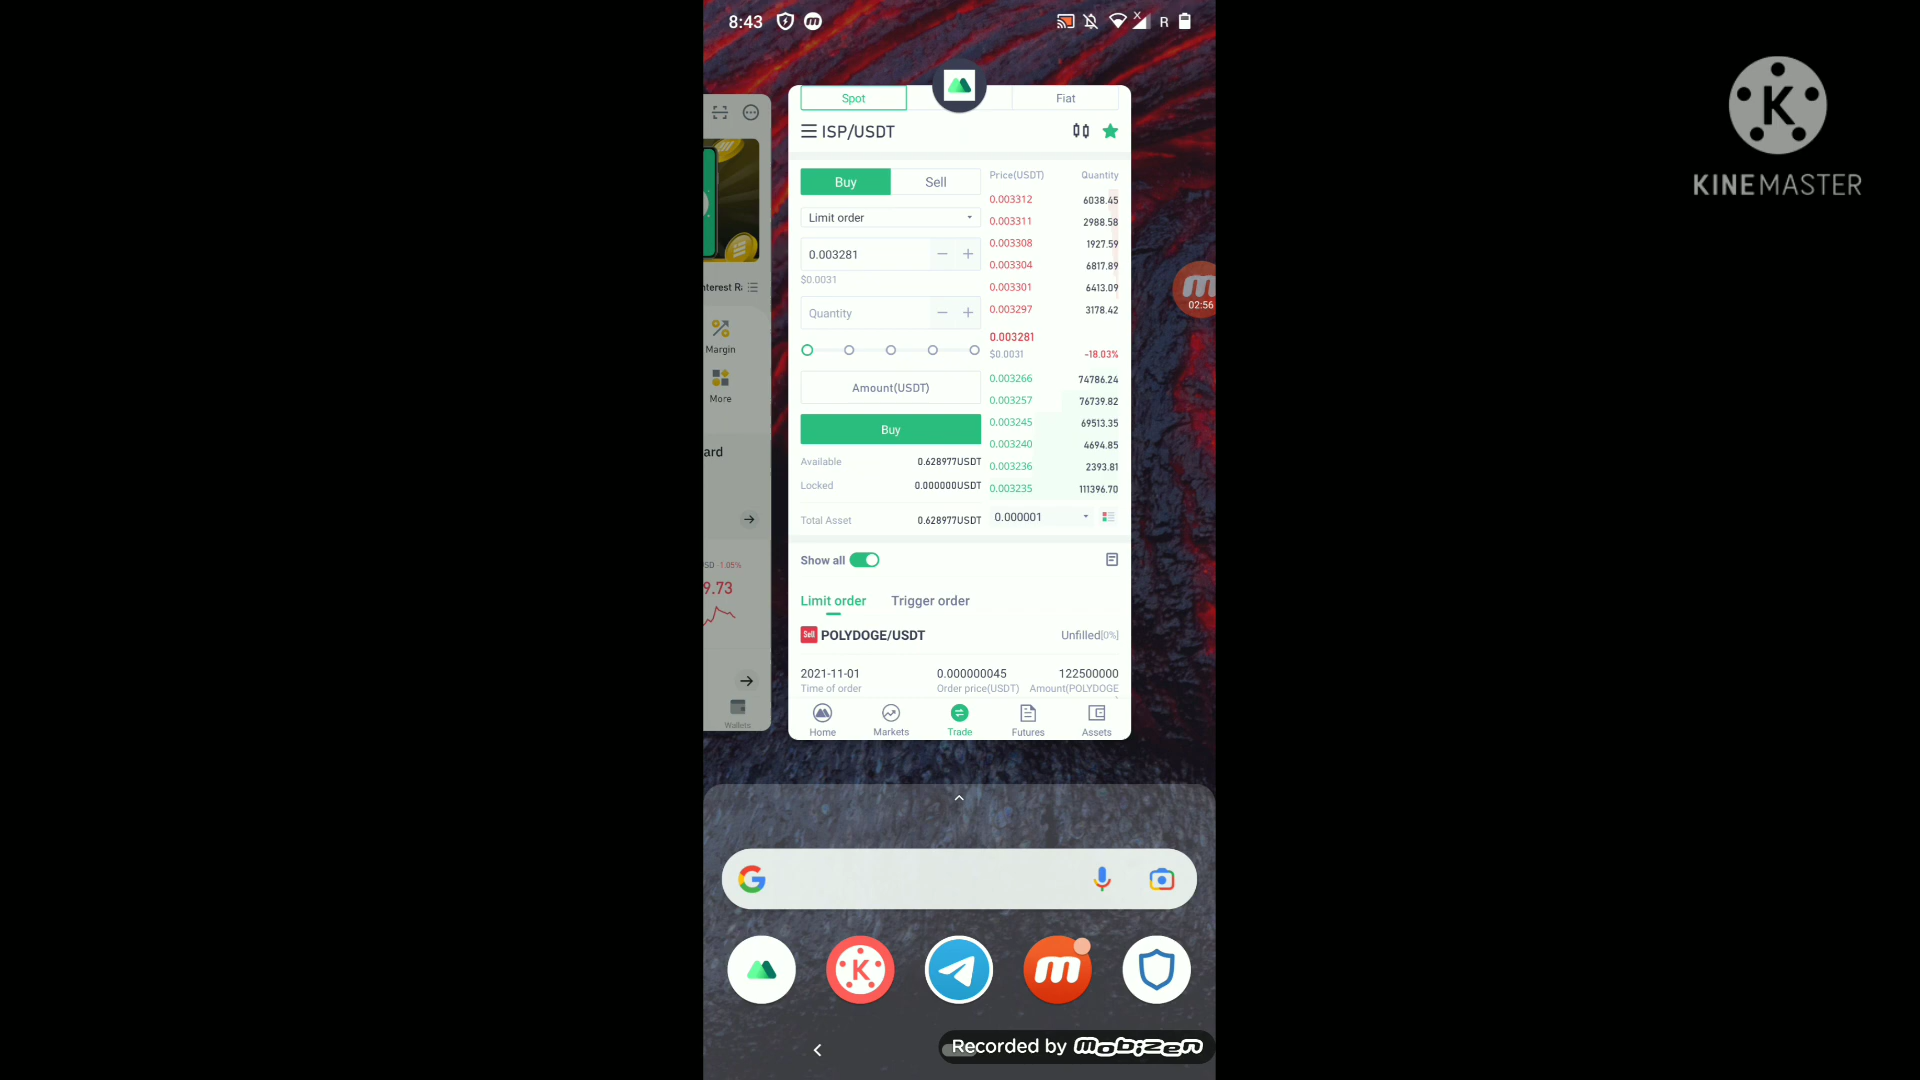 8:43
R
KINEMASTER
Spot
Fiat
ISP/USDT
Buy
Sell
Price(USDT)
Quantity
Limit order
0.003312
6038.45
0.003311
2988.58
0.003308
1927.59
0.003281
0.003304
6817.89
$0.0031
0.003301
6413.09
Quantity
0.003297
3178.42
0.003281
$0.0031
-18.03%
Amount(USDT)
0.003266
74786.24
0.003257
76739.82
Buy
0.003245
69513.35
0.003240
4694.85
Available
0.628977USDT
0.003236
2393.81
Locked
0.000000USDT
0.003235
111396.70
Total Asset
0.628977USDT
0.000001
Show all
Limit order
Trigger order
Sell
POLYDOGE/USDT
Unfilled[0%]
2021-11-01
0.000000045
122500000
Time of order
Order price(USDT)
Amount(POLYDOGE
Home
Markets
Trade
Futures
Assets
nterest R
Margin
More
ard
SD -1.05%
9.73
Wallets
02:56
Recorded by mobizen